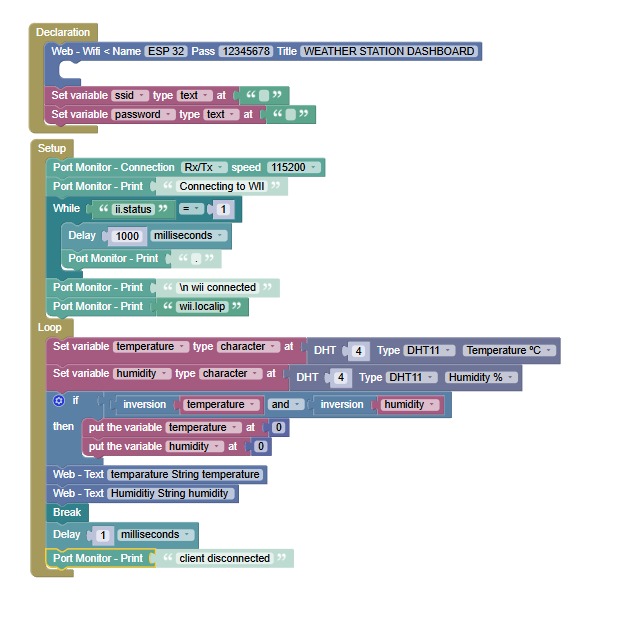 Declaration
Web - Wifi < Name ESP 32 Pass 12345678 Title WEATHER STATION DASHBOARD
Set variable ssid type text at “ ”
Set variable password type text at “ ”
Setup
Port Monitor - Connection Rx/Tx speed 115200
Port Monitor - Print “ Connecting to WII ”
While “ ii.status ” = 1
Delay 1000 milliseconds
Port Monitor - Print “ . ”
Port Monitor - Print “ \n wii connected ”
Port Monitor - Print “ wii.localip ”
Loop
Set variable temperature type character at DHT 4 Type DHT11 Temperature ºC
Set variable humidity type character at DHT 4 Type DHT11 Humidity %
if inversion temperature and inversion humidity
then put the variable temperature at 0
put the variable humidity at 0
Web - Text temparature String temperature
Web - Text Humiditiy String humidity
Break
Delay 1 milliseconds
Port Monitor - Print “ client disconnected ”